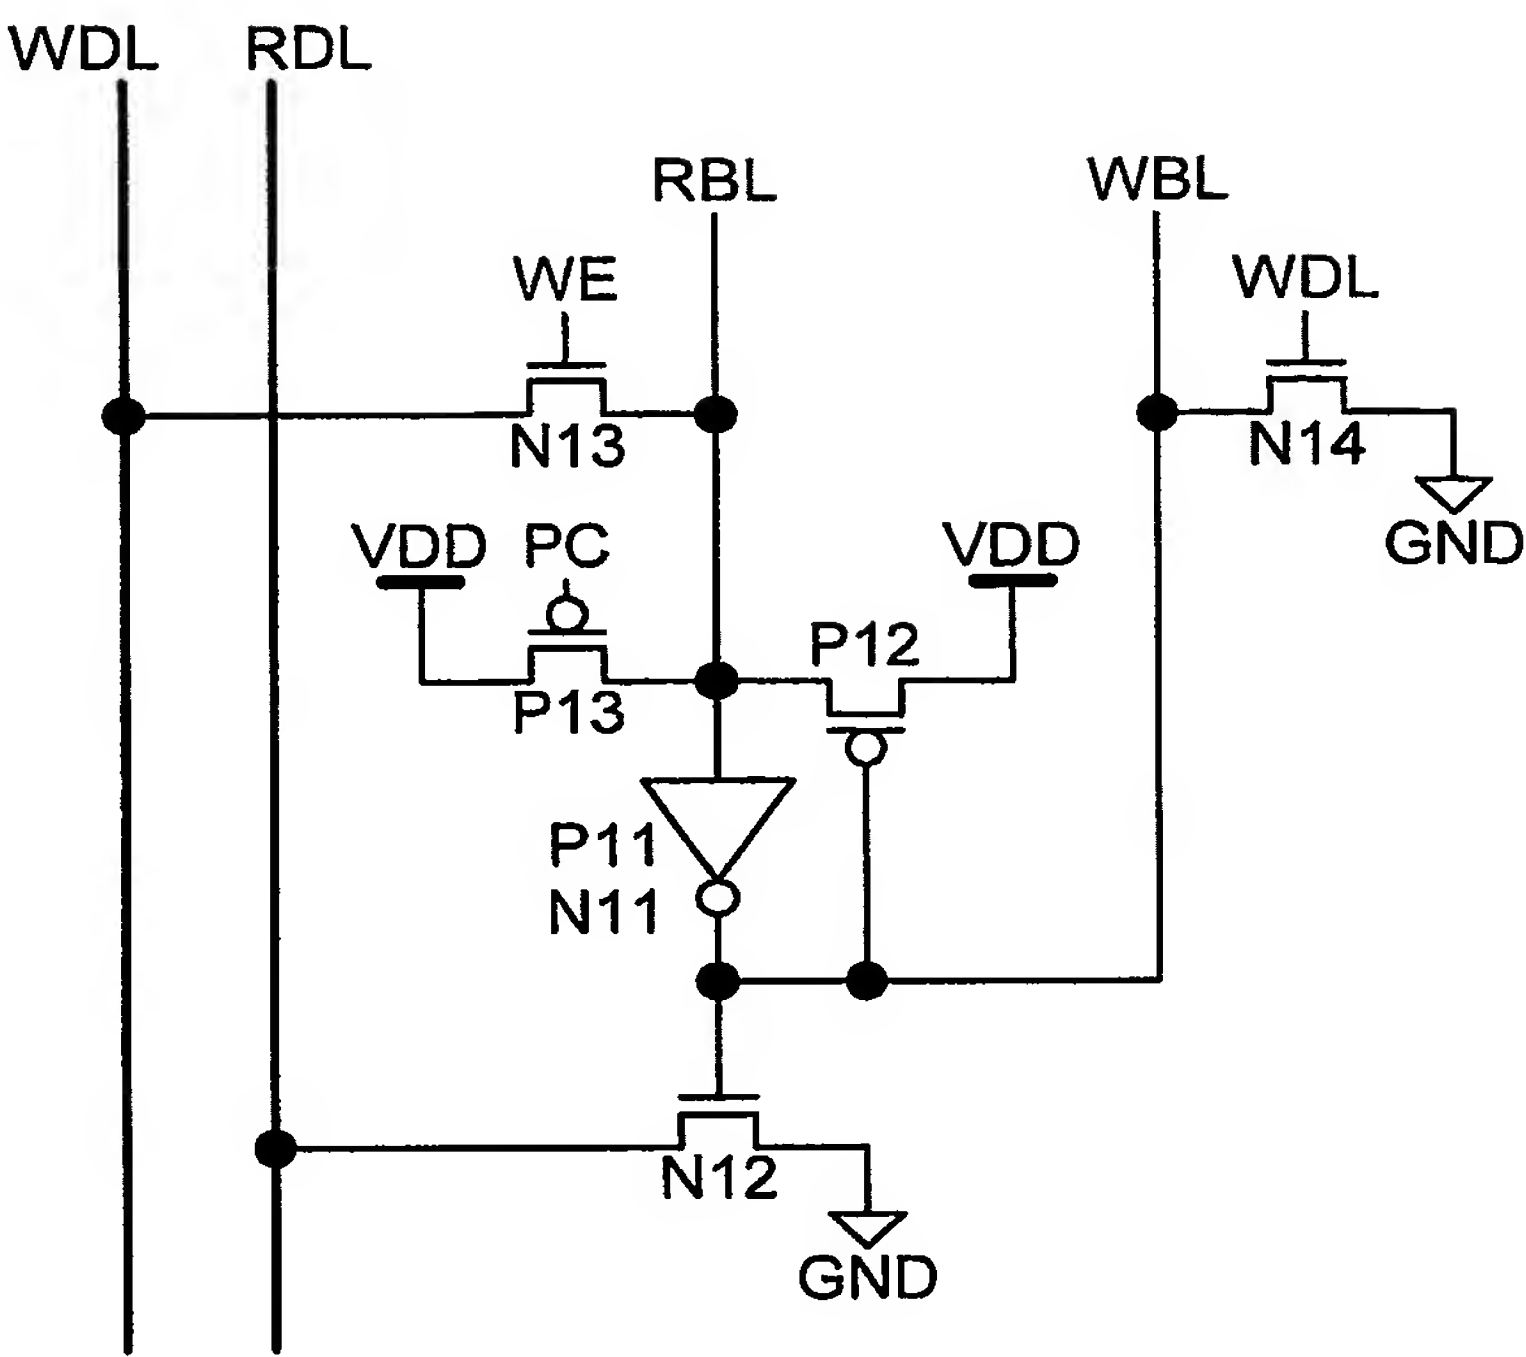 WDL RDL
RBL WBL
WE WDL
N13 N14
VDD PC VDD GND
P12
P13
P11
N11
N12
GND